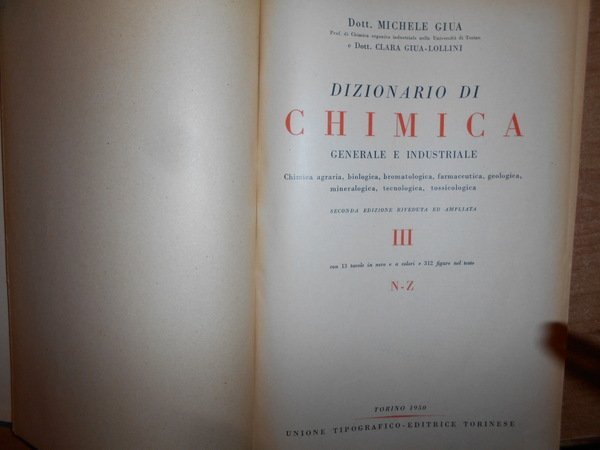 Dott. MICHELE GIUA
Prof. di Chimica organica industriale nella Università di Torino
e Dott. CLARA GIUA-LOLLINI
DIZIONARIO DI
CHIMICA
GENERALE E INDUSTRIALE
Chimica agraria, biologica, bromatologica, farmaceutica, geologica,
mineralogica, tecnologica, tossicologica
SECONDA EDIZIONE RIVEDUTA ED AMPLIATA
III
con 13 tavole in nero e a colori e 312 figure nel testo
N-Z
TORINO 1950
UNIONE TIPOGRAFICO-EDITRICE TORINESE